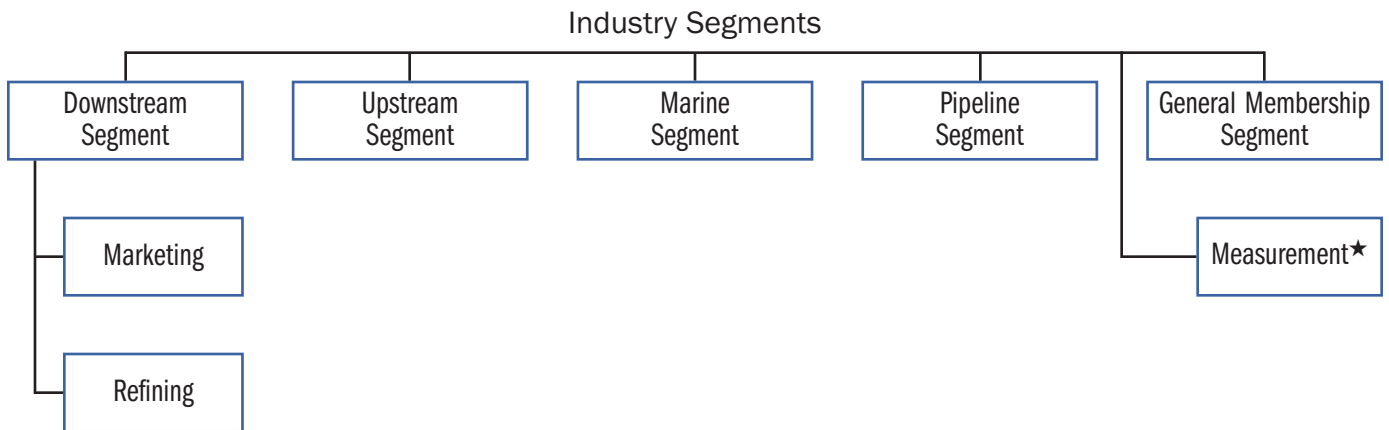 Industry Segments
Downstream
Segment
Upstream
Segment
Marine
Segment
Pipeline
Segment
General Membership
Segment
Marketing
Measurement★
Refining